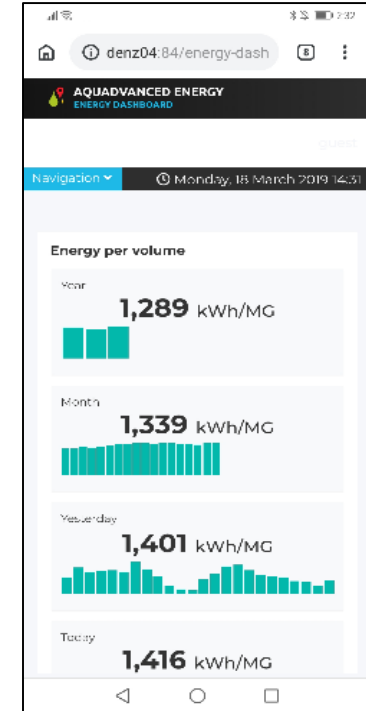 2:32
denz04:84/energy-dash
8
AQUADVANCED ENERGY
ENERGY DASHBOARD
guest
Navigation
Monday, 18 March 2019 14:31
Energy per volume
Year
1,289 kWh/MG
Month
1,339 kWh/MG
Yesterday
1,401 kWh/MG
Today
1,416 kWh/MG